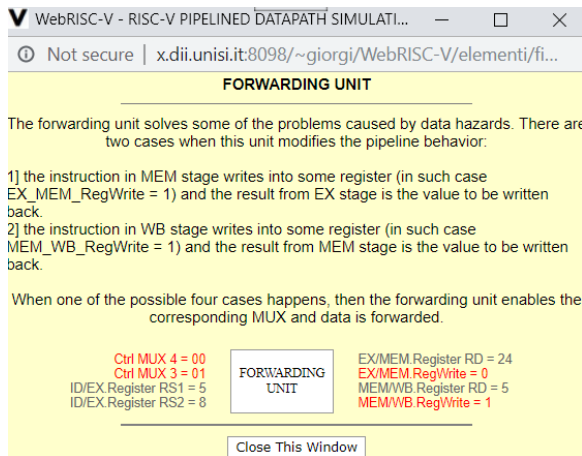 WebRISC-V - RISC-V PIPELINED DATAPATH SIMULATI...
Not secure | x.dii.unisi.it:8098/~giorgi/WebRISC-V/elementi/fi...
FORWARDING UNIT
The forwarding unit solves some of the problems caused by data hazards. There are
two cases when this unit modifies the pipeline behavior:
1] the instruction in MEM stage writes into some register (in such case
EX_MEM_RegWrite = 1) and the result from EX stage is the value to be written
back.
2] the instruction in WB stage writes into some register (in such case
MEM_WB_RegWrite = 1) and the result from MEM stage is the value to be written
back.
When one of the possible four cases happens, then the forwarding unit enables the
corresponding MUX and data is forwarded.
Ctrl MUX 4 = 00
Ctrl MUX 3 = 01
ID/EX.Register RS1 = 5
ID/EX.Register RS2 = 8
FORWARDING
UNIT
EX/MEM.Register RD = 24
EX/MEM.RegWrite = 0
MEM/WB.Register RD = 5
MEM/WB.RegWrite = 1
Close This Window